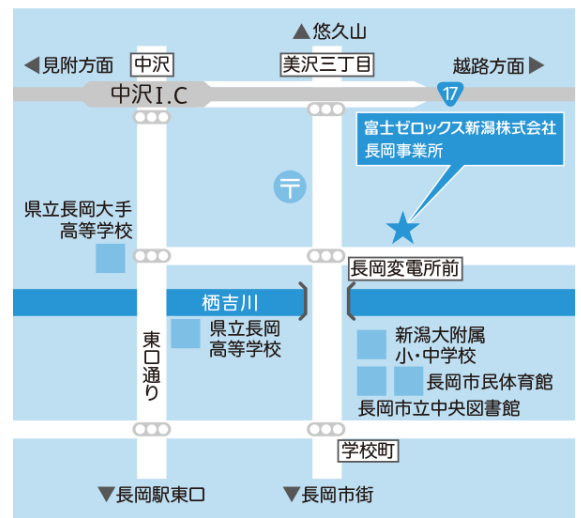 ▲悠久山
◀見附方面
中沢
美沢三丁目
越路方面▶
中沢I.C
17
富士ゼロックス新潟株式会社
長岡事業所
〒
県立長岡大手
高等学校
長岡変電所前
栖吉川
県立長岡
高等学校
東口通り
新潟大附属
小・中学校
長岡市民体育館
長岡市立中央図書館
学校町
▼長岡駅東口
▼長岡市街